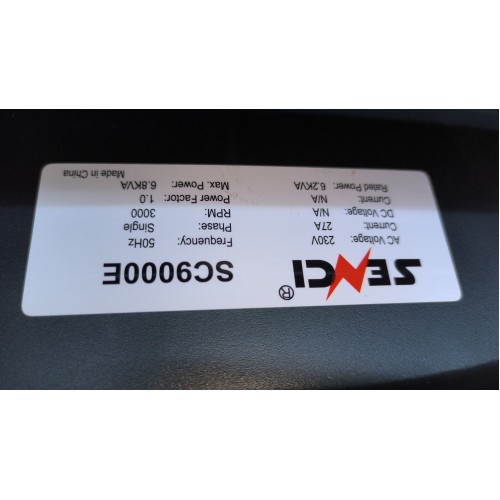 SENCI® SC9000E
AC Voltage: 230V Frequency: 50Hz
Current: 27A Phase: Single
DC Voltage: N/A RPM: 3000
Current: N/A Power Factor: 1.0
Rated Power: 6.2KVA Max. Power: 6.8KVA
Made in China